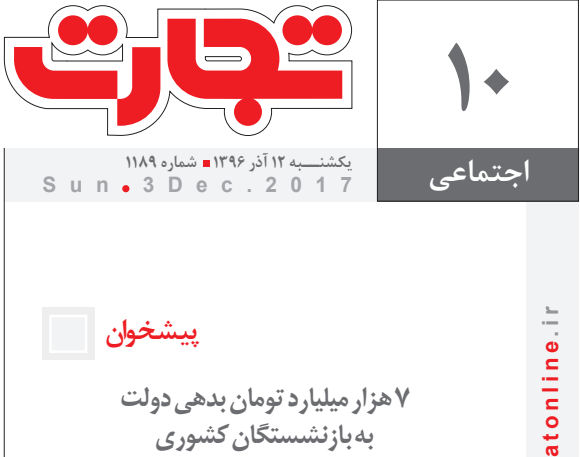 تجارت
۱۰
اجتماعی
یکشنـــبه ۱۲ آذر ۱۳۹۶ ■ شماره ۱۱۸۹
Sun • 3Dec.2017
پیشخوان
۷ هزار میلیارد تومان بدهی دولت
به بازنشستگان کشوری
atonline.ir